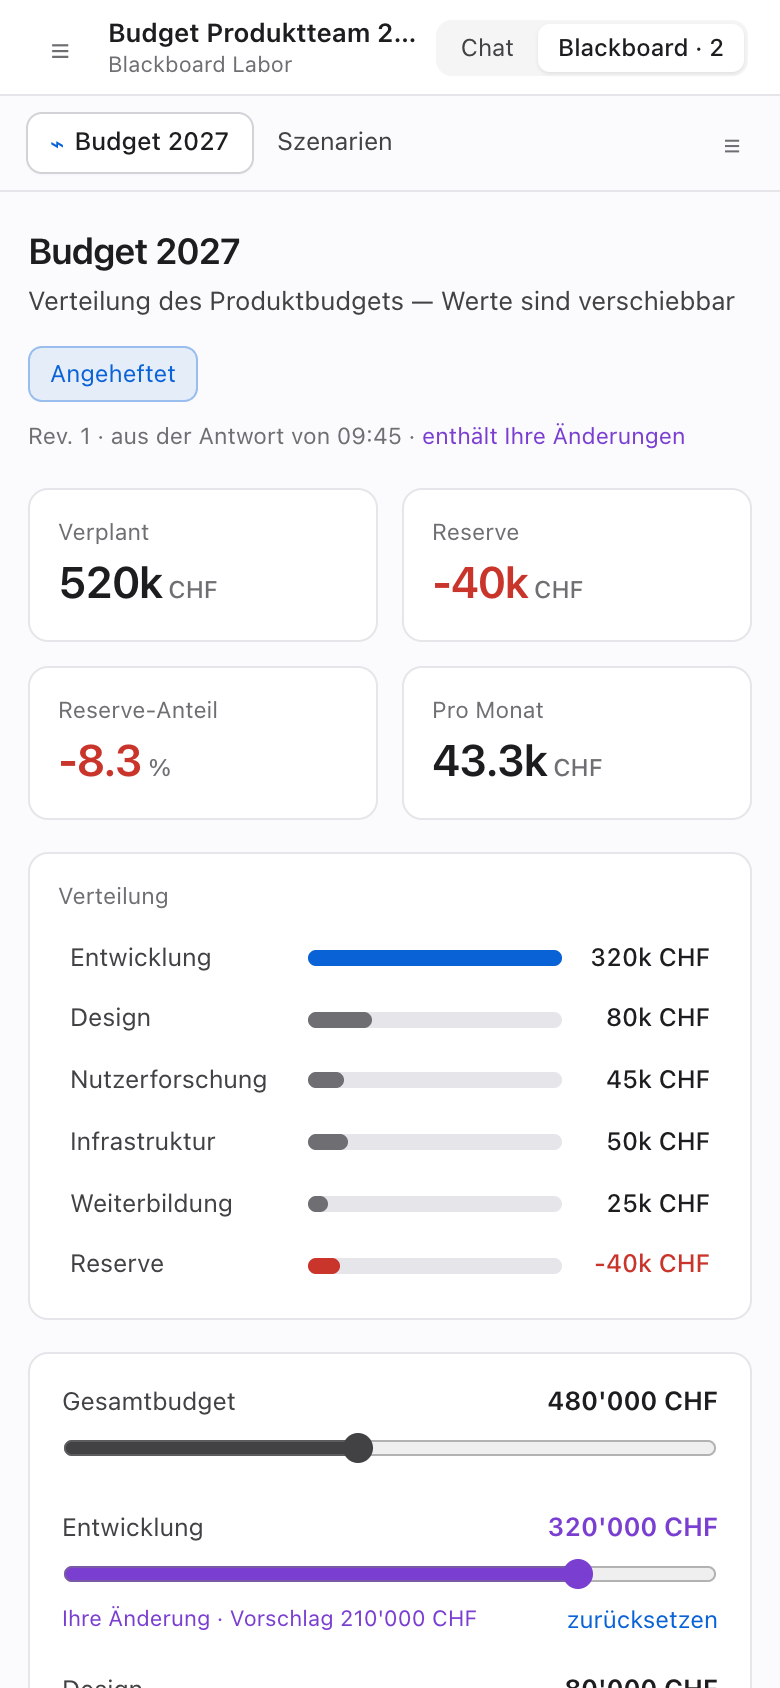 Budget Produktteam 2...
Blackboard Labor
Chat
Blackboard · 2
Budget 2027
Szenarien
Budget 2027
Verteilung des Produktbudgets — Werte sind verschiebbar
Angeheftet
Rev. 1 · aus der Antwort von 09:45 · enthält Ihre Änderungen
Verplant
520k CHF
Reserve
-40k CHF
Reserve-Anteil
-8.3 %
Pro Monat
43.3k CHF
Verteilung
Entwicklung 320k CHF
Design 80k CHF
Nutzerforschung 45k CHF
Infrastruktur 50k CHF
Weiterbildung 25k CHF
Reserve -40k CHF
Gesamtbudget 480'000 CHF
Entwicklung 320'000 CHF
Ihre Änderung · Vorschlag 210'000 CHF zurücksetzen
Design 80'000 CHF